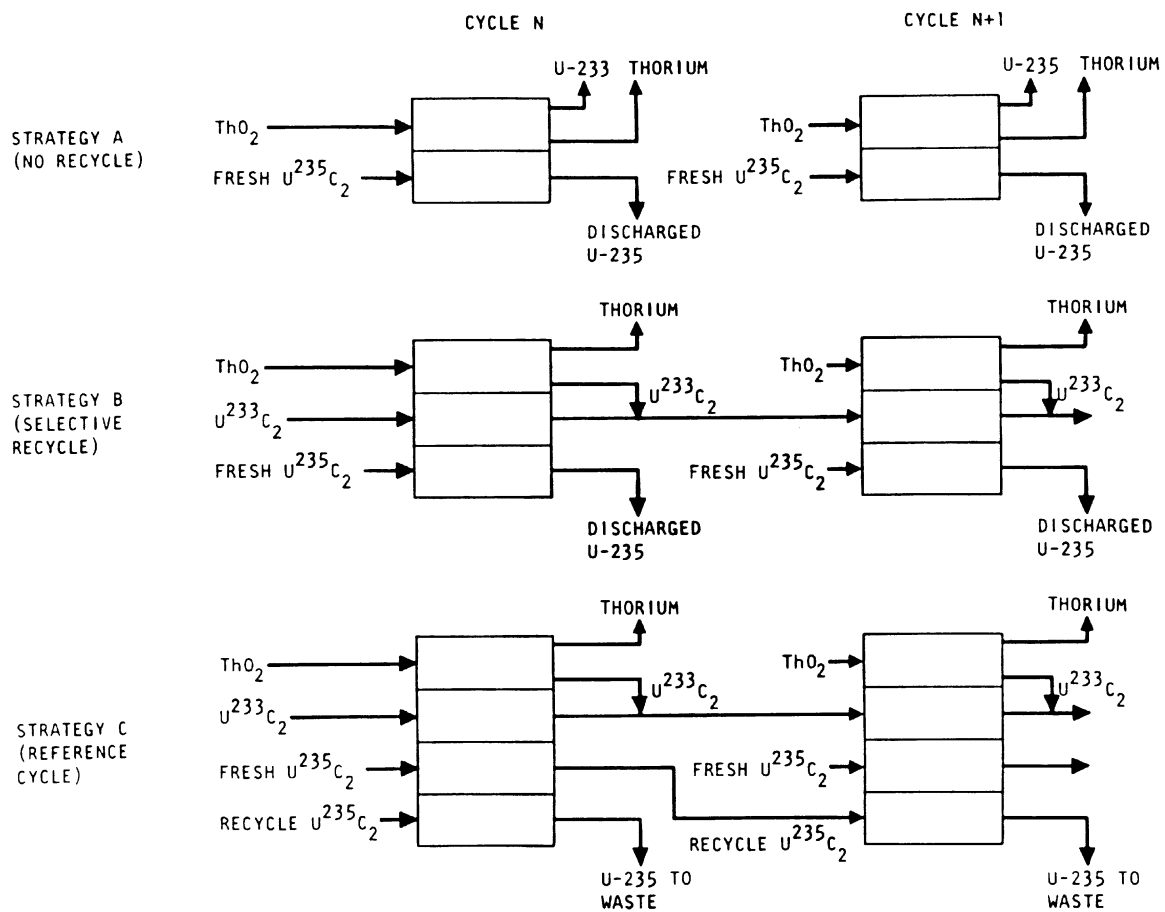 CYCLE N
CYCLE N+1
STRATEGY A
(NO RECYCLE)
ThO₂
FRESH U²³⁵C₂
U-233
THORIUM
DISCHARGED
U-235
ThO₂
FRESH U²³⁵C₂
U-235
THORIUM
DISCHARGED
U-235
STRATEGY B
(SELECTIVE
RECYCLE)
ThO₂
U²³³C₂
FRESH U²³⁵C₂
THORIUM
U²³³C₂
DISCHARGED
U-235
ThO₂
FRESH U²³⁵C₂
THORIUM
U²³³C₂
DISCHARGED
U-235
STRATEGY C
(REFERENCE
CYCLE)
ThO₂
U²³³C₂
FRESH U²³⁵C₂
RECYCLE U²³⁵C₂
THORIUM
U²³³C₂
U-235 TO
WASTE
ThO₂
FRESH U²³⁵C₂
RECYCLE U²³⁵C₂
THORIUM
U²³³C₂
U-235 TO
WASTE